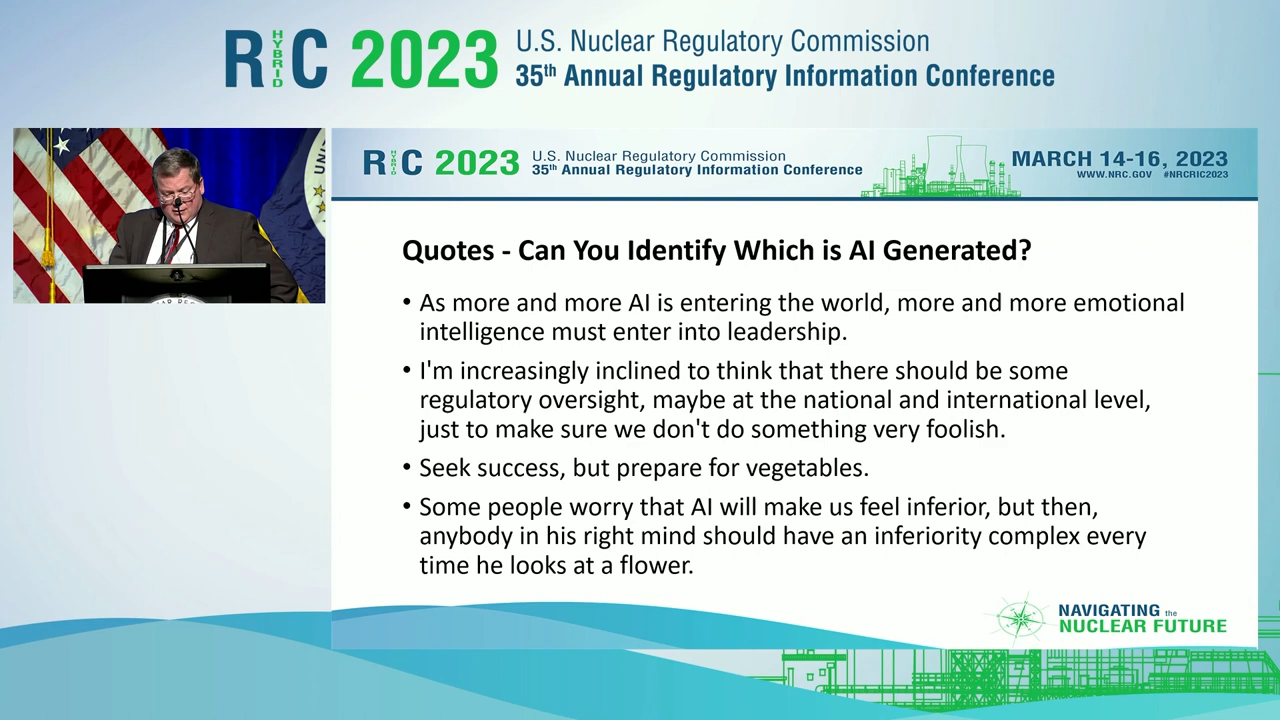 RIC 2023
HYBRID
U.S. Nuclear Regulatory Commission
35th Annual Regulatory Information Conference
RIC 2023
HYBRID
U.S. Nuclear Regulatory Commission
35th Annual Regulatory Information Conference
MARCH 14-16, 2023
WWW.NRC.GOV #NRCRIC2023
Quotes - Can You Identify Which is AI Generated?
• As more and more AI is entering the world, more and more emotional
intelligence must enter into leadership.
• I'm increasingly inclined to think that there should be some
regulatory oversight, maybe at the national and international level,
just to make sure we don't do something very foolish.
• Seek success, but prepare for vegetables.
• Some people worry that AI will make us feel inferior, but then,
anybody in his right mind should have an inferiority complex every
time he looks at a flower.
NAVIGATING the
NUCLEAR FUTURE